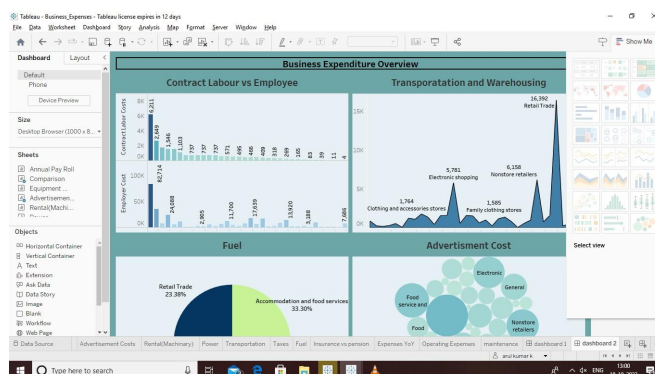 Tableau - Business_Expenses - Tableau license expires in 12 days
File Data Worksheet Dashboard Story Analysis Map Format Server Window Help
Show Me
Dashboard Layout
Default
Phone
Device Preview
Size
Desktop Browser (1000 x 8...
Sheets
Annual Pay Roll
Comparison
Equipment ...
Advertisemen...
Rental(Machi...
Power
Objects
Horizontal Container
Vertical Container
Text
Extension
Ask Data
Data Story
Image
Blank
Workflow
Web Page
Business Expenditure Overview
Contract Labour vs Employee
Contract Labor Costs
8K
6K
4K
2K
0K
6,211
2,649
1,546
1,103
737
737
737
571
495
466
409
318
269
165
83
39
11
4
Employer Cost
100K
50K
0K
82,714
24,088
2,905
11,700
17,639
13,920
3,188
7,686
Transporatation and Warehousing
15K
10K
5K
0K
16,392
Retail Trade
5,781
Electronic shopping
6,158
Nonstore retailers
1,764
Clothing and accessories stores
1,585
Family clothing stores
Fuel
Retail Trade
23.38%
Accommodation and food services
33.30%
Advertisment Cost
Electronic
General
Food
service and
Nonstore
retailers
Food
Select view
Data Source Advertisement Costs Rental(Machinery) Power Transportation Taxes Fuel Insurance vs pension Expenses YoY Operating Expenses maintenance dashboard 1 dashboard 2
arul kumar k
Type here to search
ENG
13:00